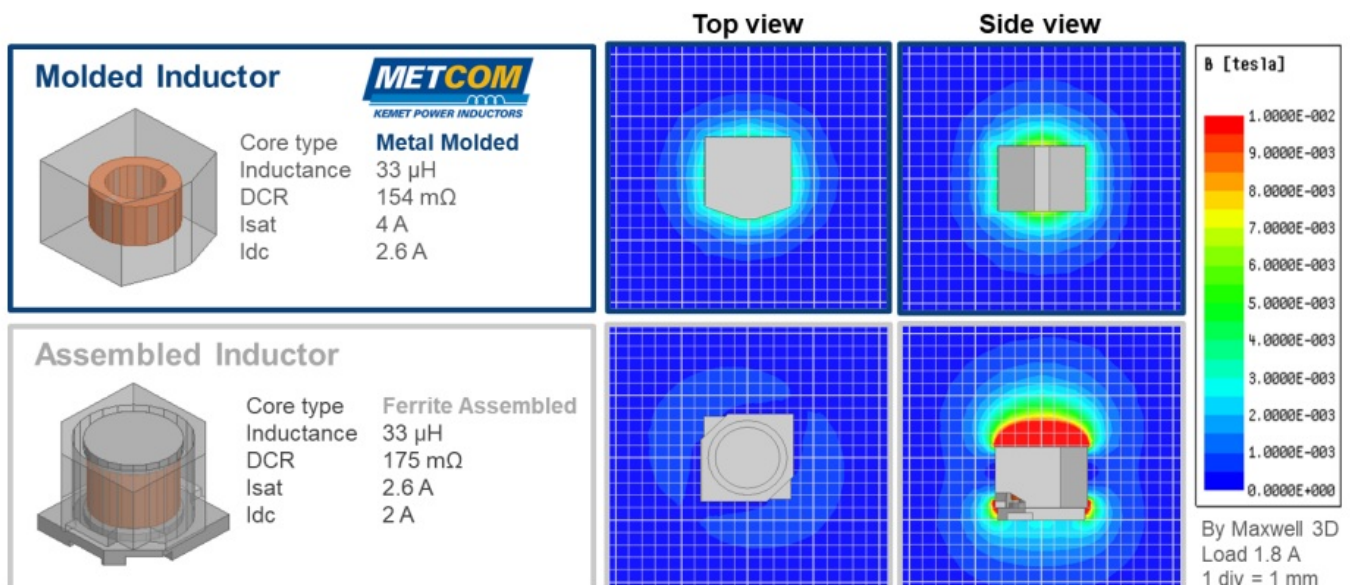 Top view
Side view
Molded Inductor
METCOM
KEMET POWER INDUCTORS
Core type Metal Molded
Inductance 33 µH
DCR 154 mΩ
Isat 4 A
Idc 2.6 A
Assembled Inductor
Core type Ferrite Assembled
Inductance 33 µH
DCR 175 mΩ
Isat 2.6 A
Idc 2 A
B [tesla]
1.0000E-002
9.0000E-003
8.0000E-003
7.0000E-003
6.0000E-003
5.0000E-003
4.0000E-003
3.0000E-003
2.0000E-003
1.0000E-003
0.0000E+000
By Maxwell 3D
Load 1.8 A
1 div = 1 mm